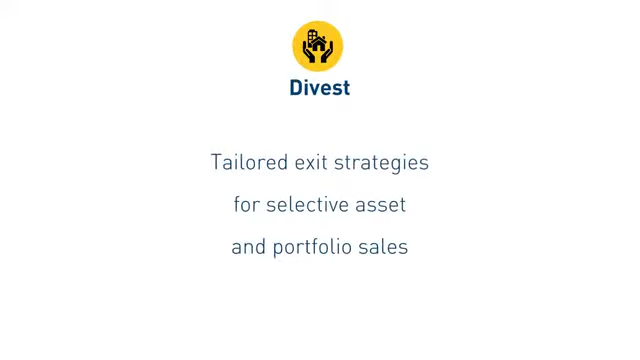 Divest
Tailored exit strategies
for selective asset
and portfolio sales